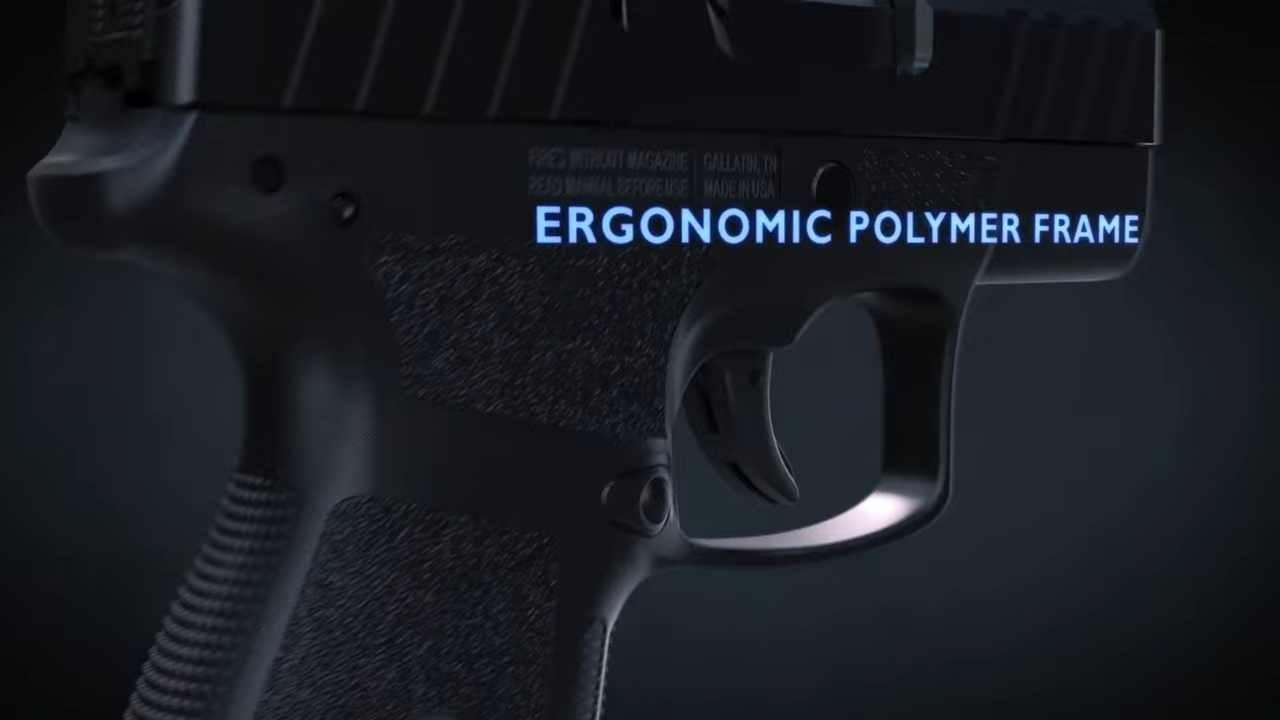 FIRES WITHOUT MAGAZINE | GALLATIN, TN
READ MANUAL BEFORE USE | MADE IN USA
ERGONOMIC POLYMER FRAME